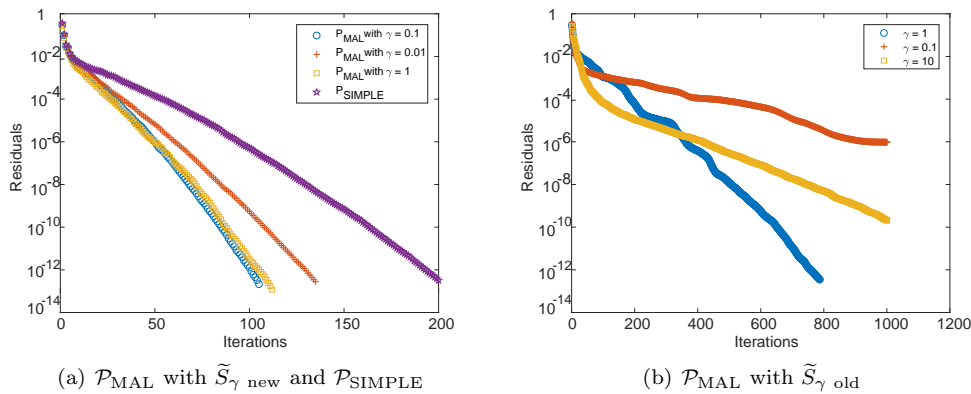 1
10^-2
10^-4
10^-6
10^-8
10^-10
10^-12
10^-14
Residuals
0
50
100
150
200
Iterations
P_MAL with γ = 0.1
P_MAL with γ = 0.01
P_MAL with γ = 1
P_SIMPLE
(a) P_MAL with S̃_γ new and P_SIMPLE
1
10^-2
10^-4
10^-6
10^-8
10^-10
10^-12
10^-14
Residuals
0
200
400
600
800
1000
1200
Iterations
γ = 1
γ = 0.1
γ = 10
(b) P_MAL with S̃_γ old